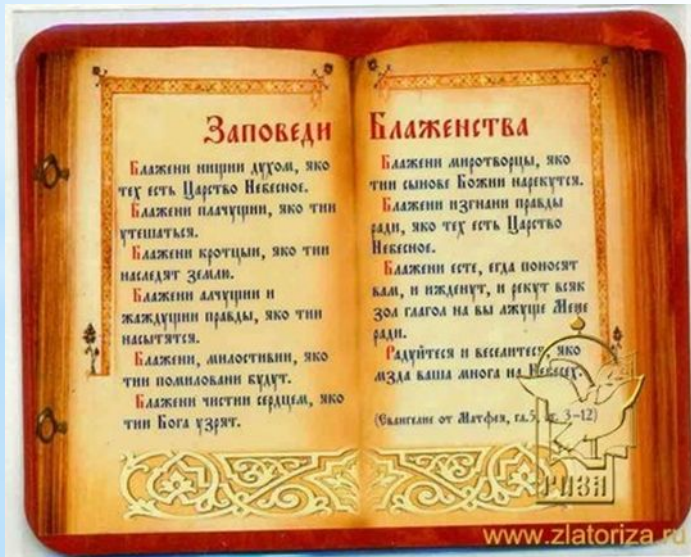 Заповеди
Блажени нищии духом, яко
тех есть Царство Небесное.
Блажени плачущии, яко тии
утешаться.
Блажени кротцыи, яко тии
наследят землю.
Блажени алчущии и
жаждущии правды, яко тии
насытятся.
Блажени, милостивии, яко
тии помиловани будут.
Блажени чистии сердцем, яко
тии Бога узрят.
Блаженства
Блажени миротворцы, яко
тии сынове Божии нарекутся.
Блажени изгнани правды
ради, яко тех есть Царство
Небесное.
Блажени есте, егда поносят
вам, и ижденут, и рекут всяк
зол глагол на вы лжуще Мене
ради.
Радуйтеся и веселитеся, яко
мзда ваша многа на Небесех.
(Евангелие от Матфея, гл.5, ст. 3–12)
РИЗА
www.zlatoriza.ru